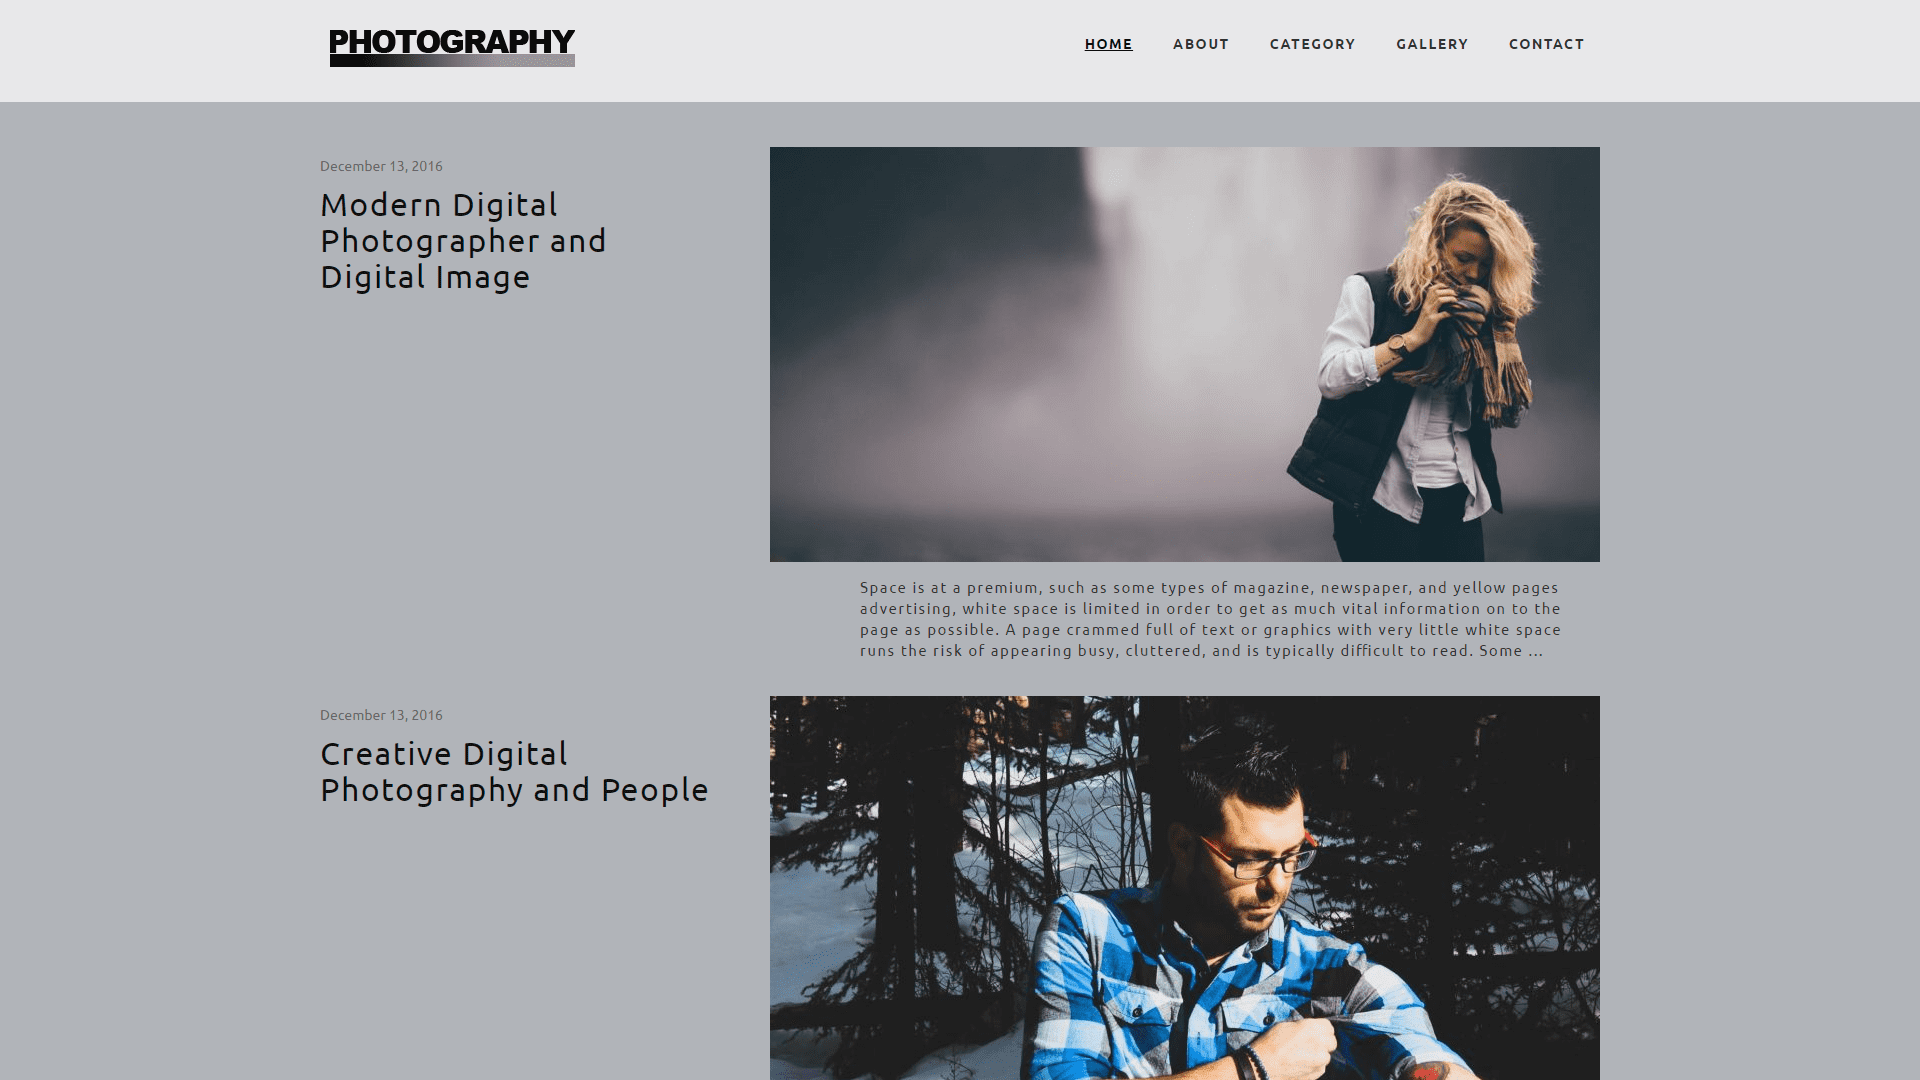 PHOTOGRAPHY
HOME ABOUT CATEGORY GALLERY CONTACT
December 13, 2016
Modern Digital
Photographer and
Digital Image
Space is at a premium, such as some types of magazine, newspaper, and yellow pages
advertising, white space is limited in order to get as much vital information on to the
page as possible. A page crammed full of text or graphics with very little white space
runs the risk of appearing busy, cluttered, and is typically difficult to read. Some ...
December 13, 2016
Creative Digital
Photography and People